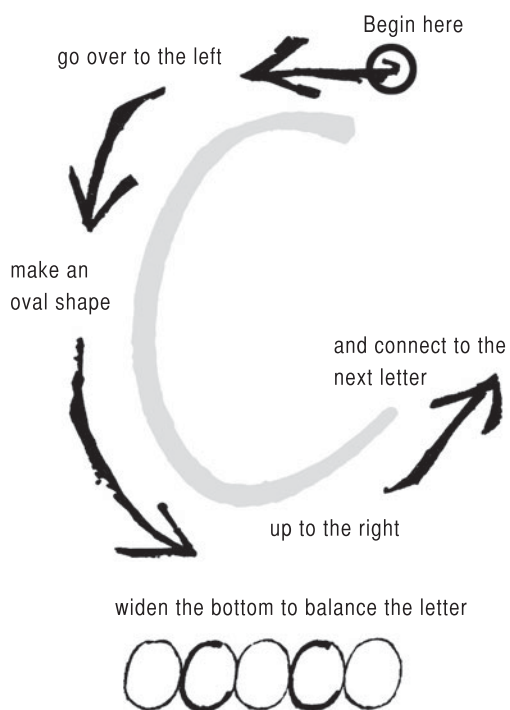 Begin here
go over to the left
make an
oval shape
and connect to the
next letter
up to the right
widen the bottom to balance the letter